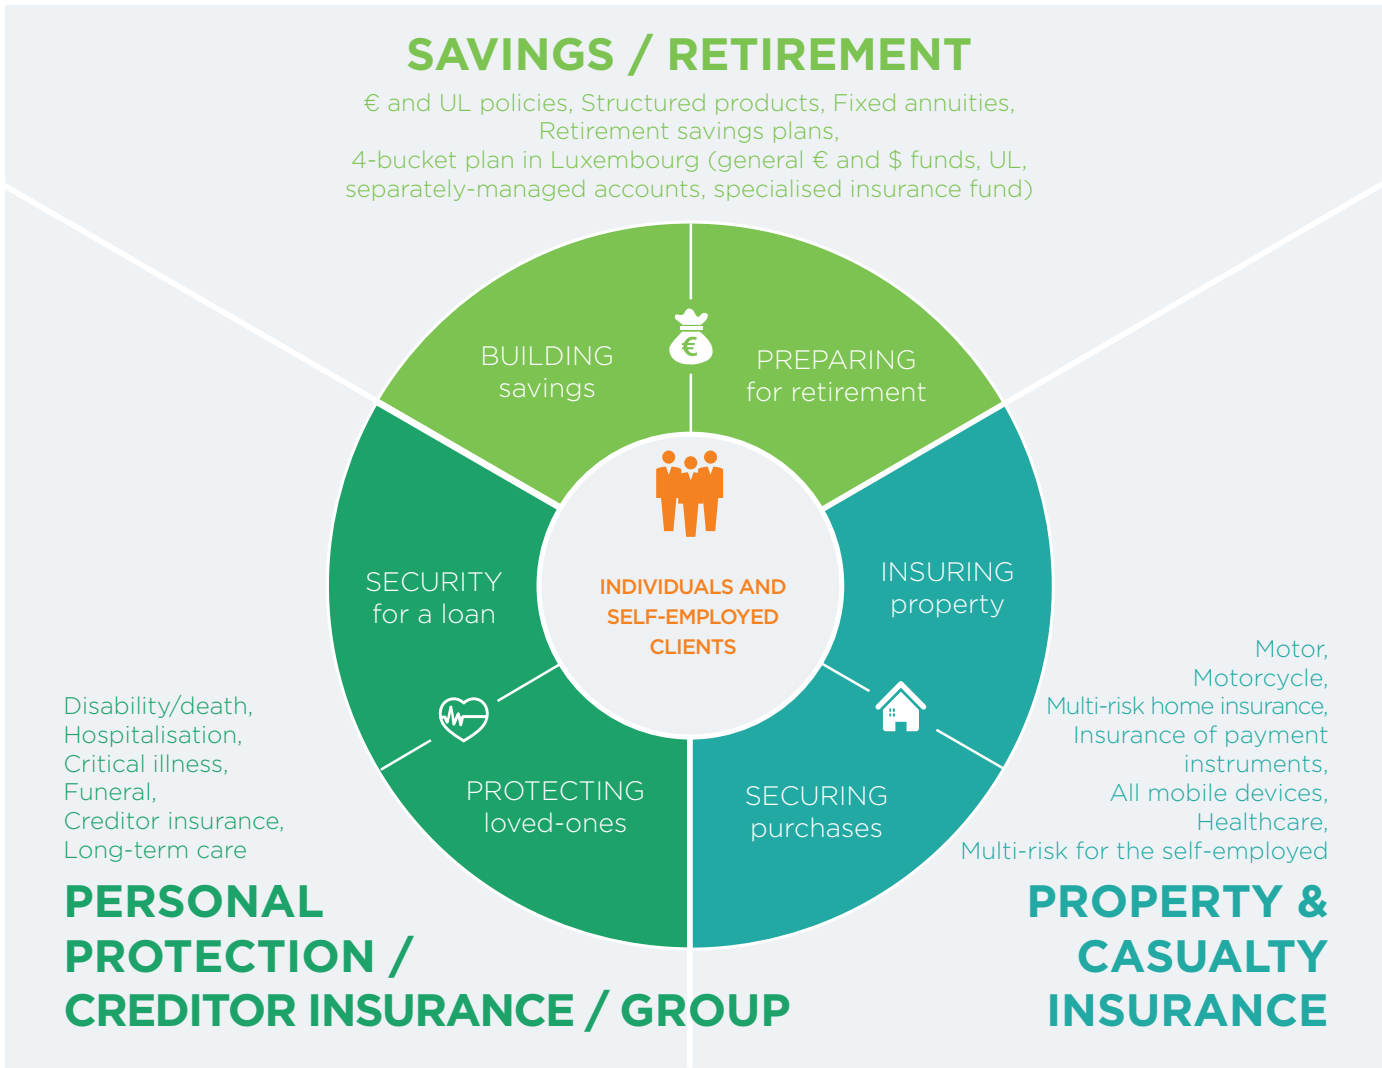 SAVINGS / RETIREMENT
€ and UL policies, Structured products, Fixed annuities,
Retirement savings plans,
4-bucket plan in Luxembourg (general € and $ funds, UL,
separately-managed accounts, specialised insurance fund)
BUILDING
savings
€
PREPARING
for retirement
SECURITY
for a loan
INDIVIDUALS AND
SELF-EMPLOYED
CLIENTS
INSURING
property
PROTECTING
loved-ones
SECURING
purchases
Disability/death,
Hospitalisation,
Critical illness,
Funeral,
Creditor insurance,
Long-term care
PERSONAL
PROTECTION /
CREDITOR INSURANCE / GROUP
Motor,
Motorcycle,
Multi-risk home insurance,
Insurance of payment
instruments,
All mobile devices,
Healthcare,
Multi-risk for the self-employed
PROPERTY &
CASUALTY
INSURANCE